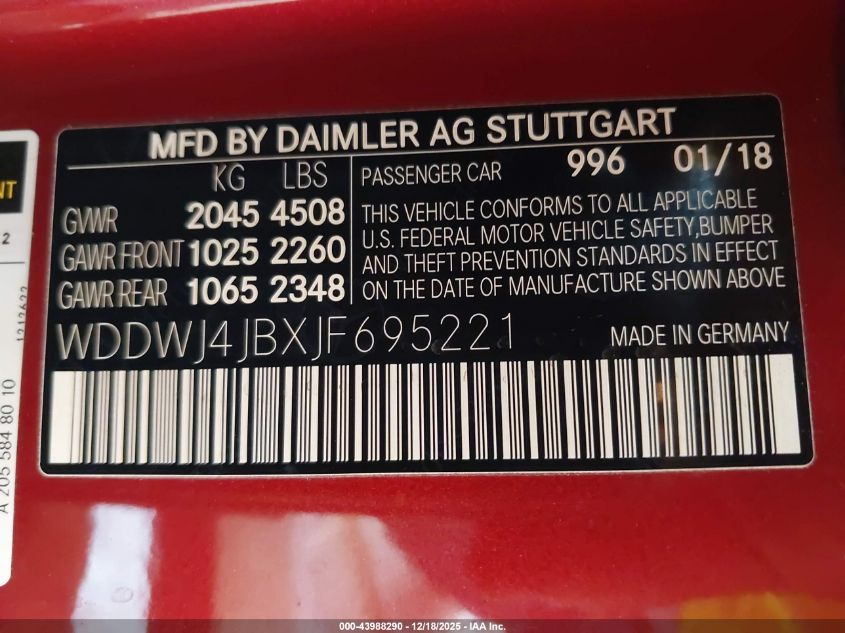 MFD BY DAIMLER AG STUTTGART
KG LBS
PASSENGER CAR 996 01/18
GVWR 2045 4508
GAWR FRONT 1025 2260
GAWR REAR 1065 2348
THIS VEHICLE CONFORMS TO ALL APPLICABLE
U.S. FEDERAL MOTOR VEHICLE SAFETY,BUMPER
AND THEFT PREVENTION STANDARDS IN EFFECT
ON THE DATE OF MANUFACTURE SHOWN ABOVE
WDDWJ4JBXJF695221
MADE IN GERMANY
NT
2
A 205 584 80 10
000-43988290 - 12/18/2025 - IAA, Inc.